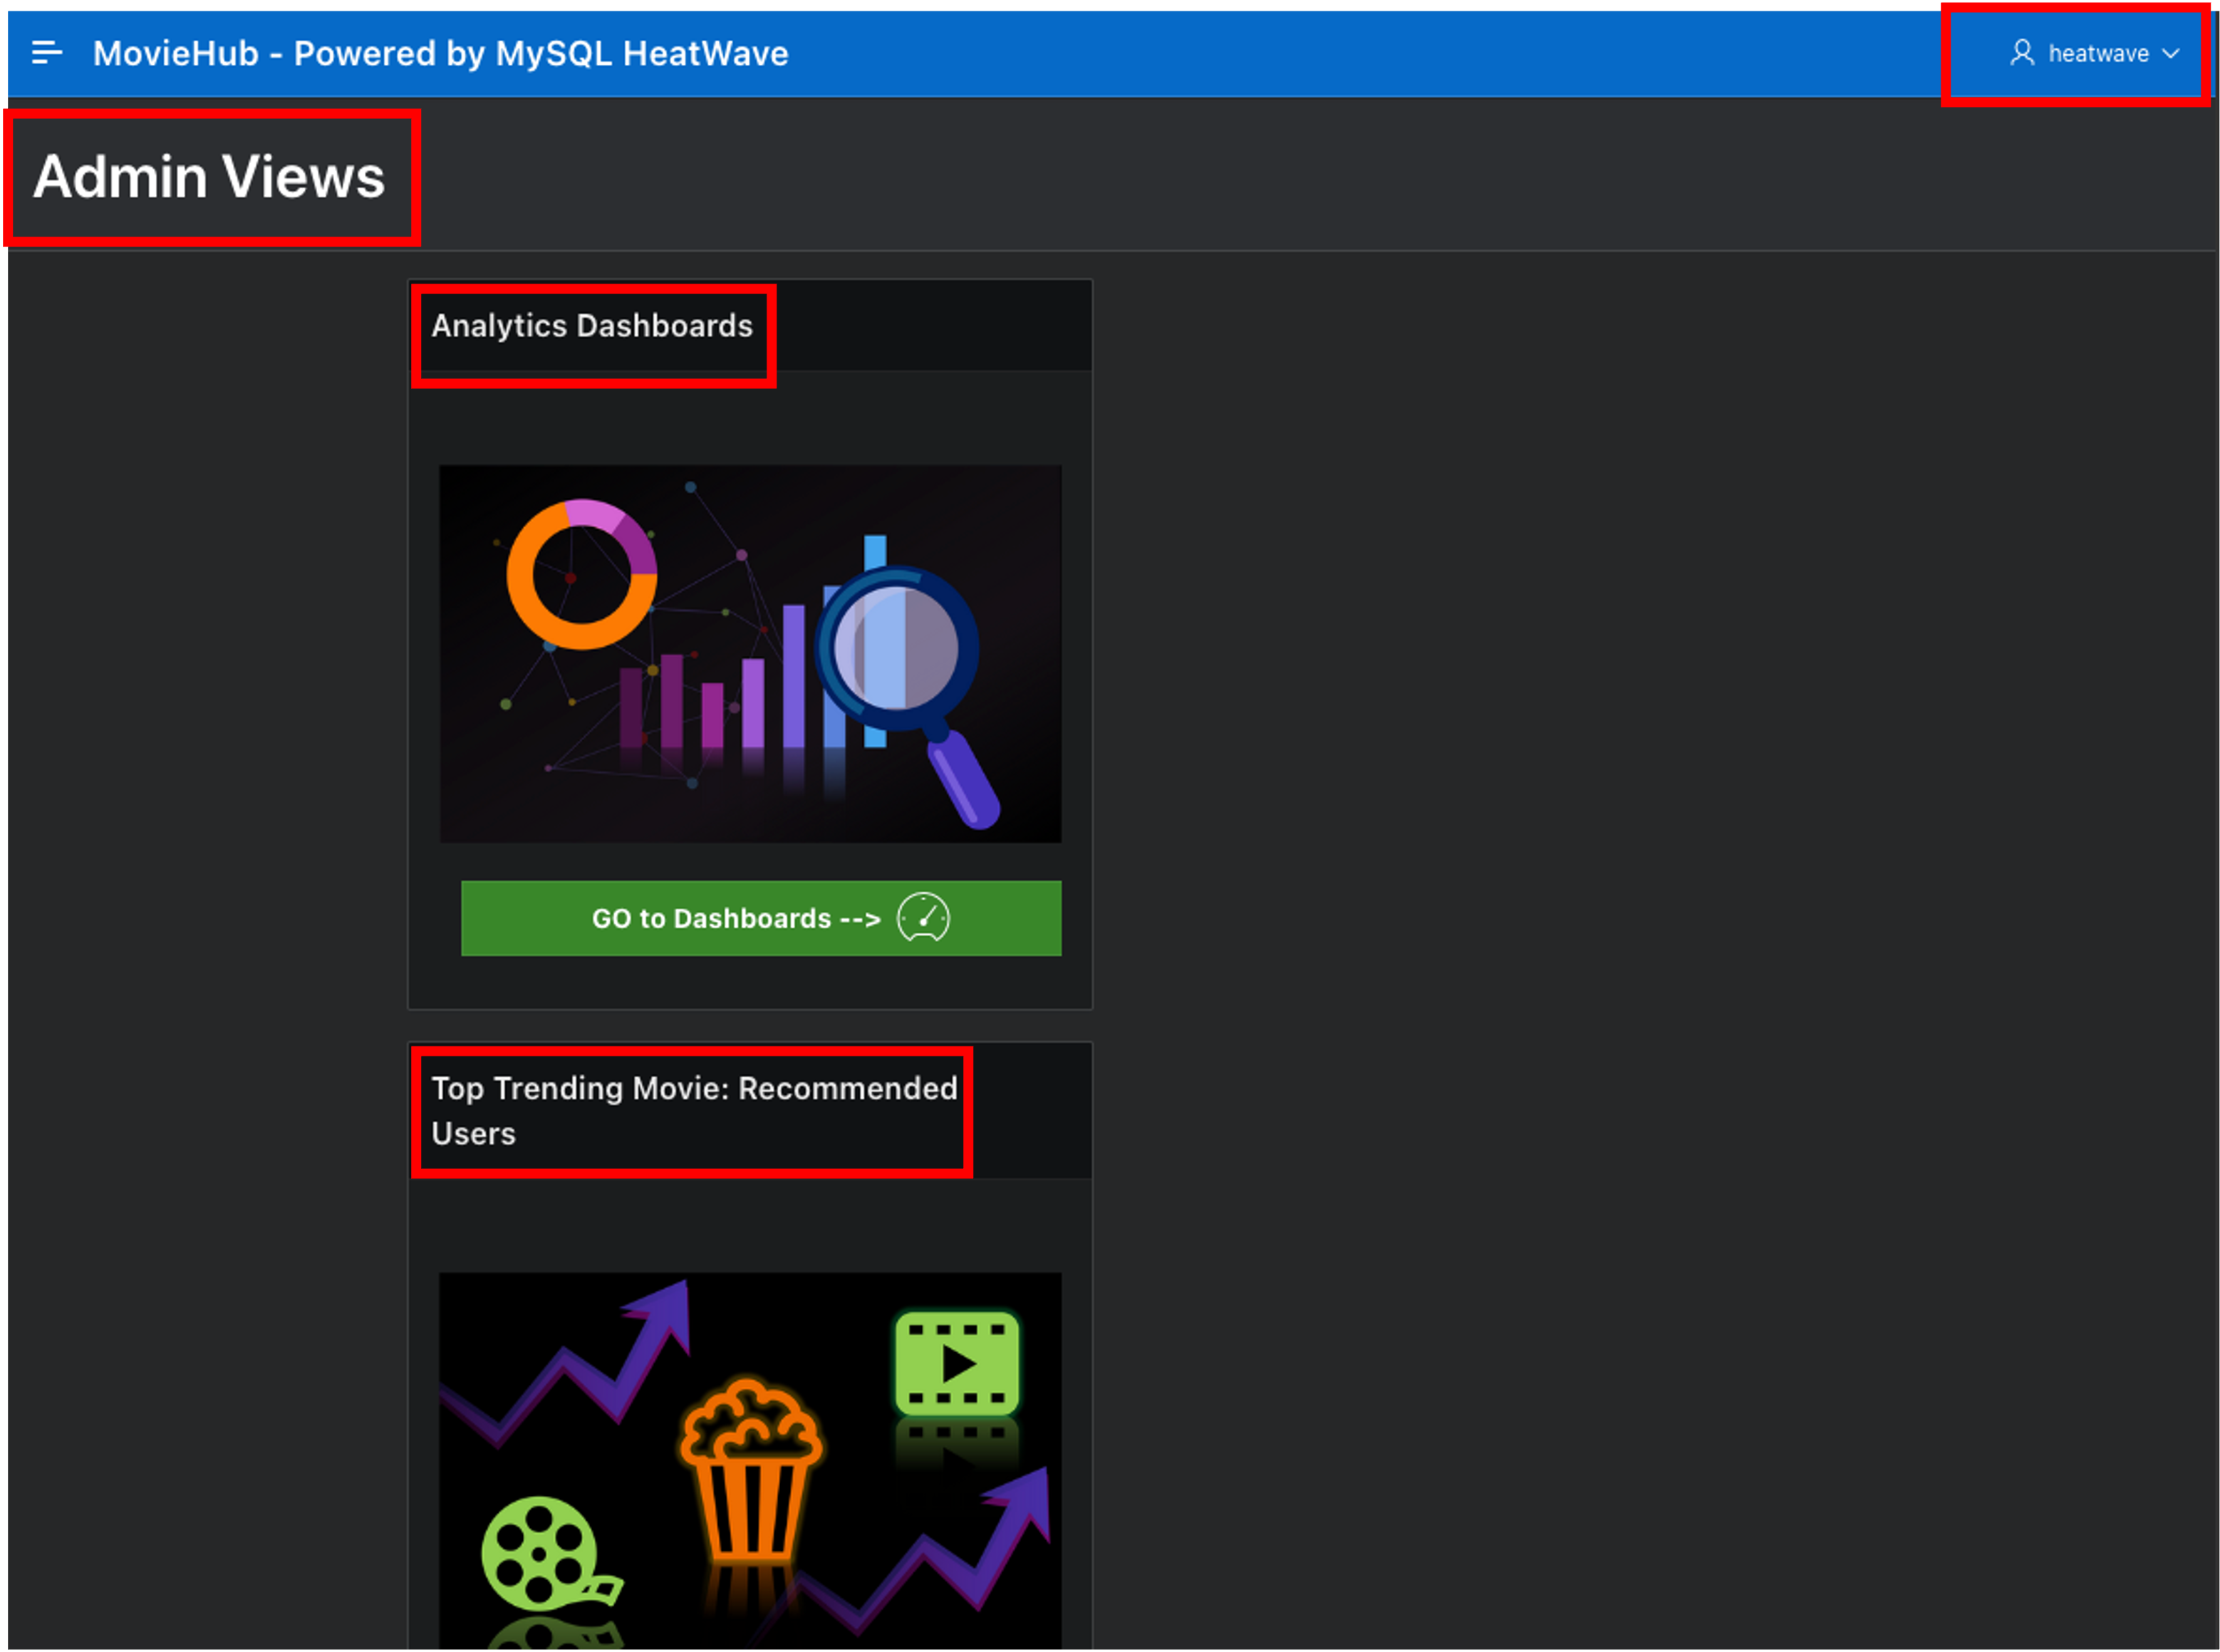 MovieHub - Powered by MySQL HeatWave
heatwave
Admin Views
Analytics Dashboards
GO to Dashboards -->
Top Trending Movie: Recommended
Users